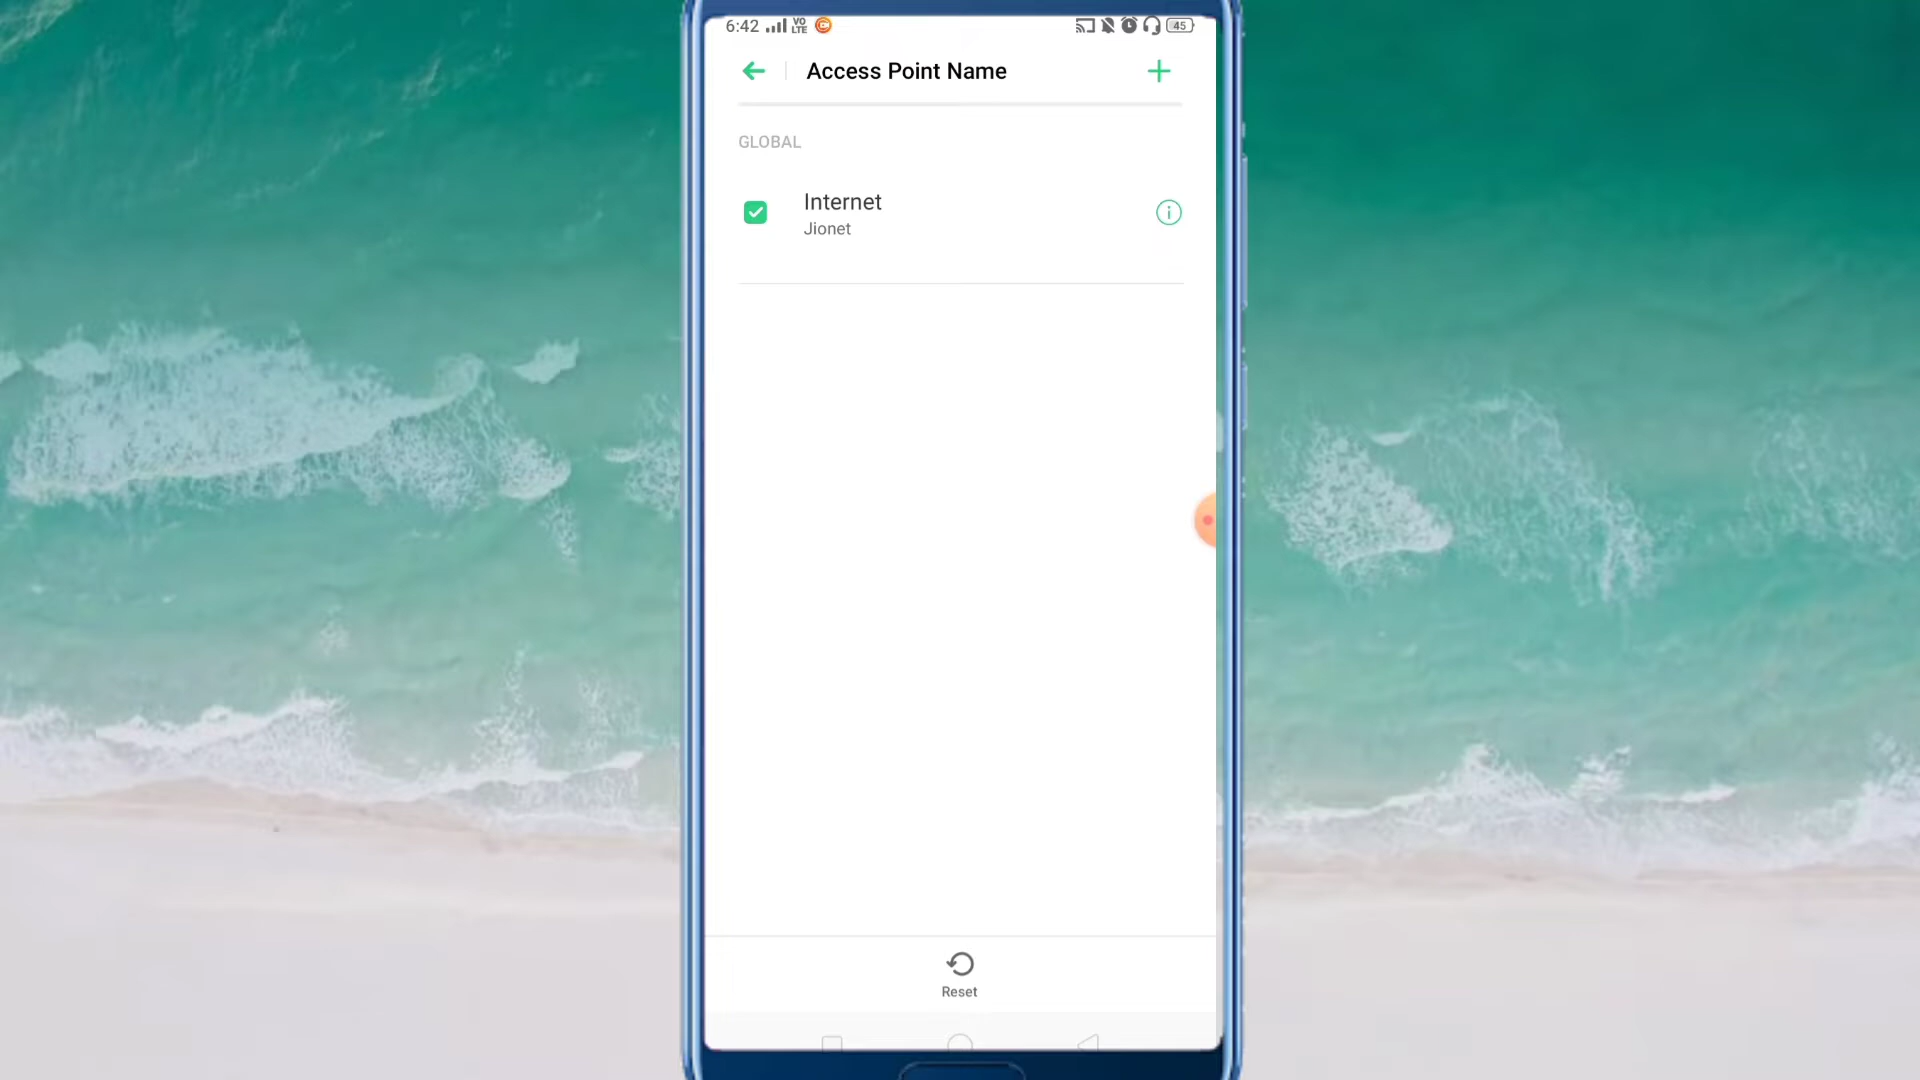 6:42 VO LTE 45
Access Point Name
GLOBAL
Internet
Jionet
Reset